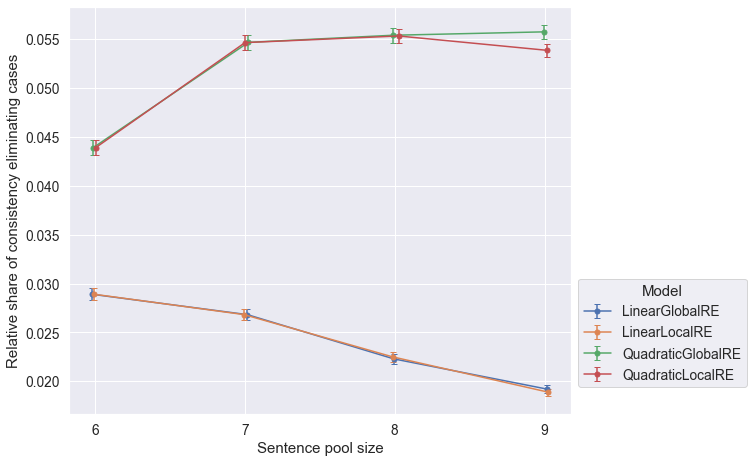 Relative share of consistency eliminating cases
0.055
0.050
0.045
0.040
0.035
0.030
0.025
0.020
6
7
8
9
Sentence pool size
Model
LinearGlobalRE
LinearLocalRE
QuadraticGlobalRE
QuadraticLocalRE